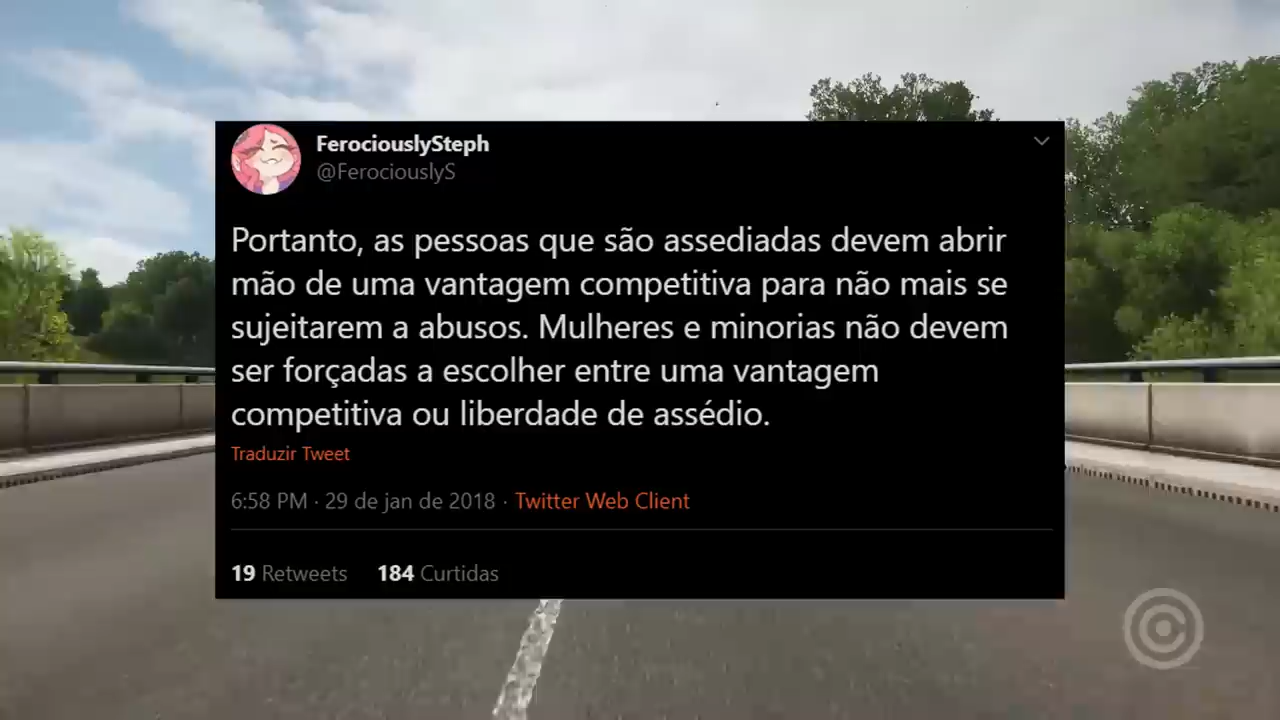 FerociouslySteph
@FerociouslyS
Portanto, as pessoas que são assediadas devem abrir
mão de uma vantagem competitiva para não mais se
sujeitarem a abusos. Mulheres e minorias não devem
ser forçadas a escolher entre uma vantagem
competitiva ou liberdade de assédio.
Traduzir Tweet
6:58 PM · 29 de jan de 2018 · Twitter Web Client
19 Retweets 184 Curtidas